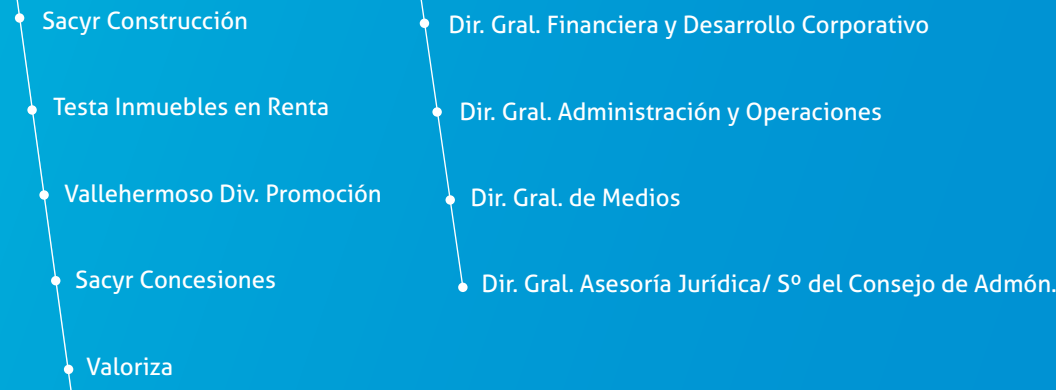 Sacyr Construcción
Testa Inmuebles en Renta
Vallehermoso Div. Promoción
Sacyr Concesiones
Valoriza
Dir. Gral. Financiera y Desarrollo Corporativo
Dir. Gral. Administración y Operaciones
Dir. Gral. de Medios
Dir. Gral. Asesoría Jurídica/ Sº del Consejo de Admón.